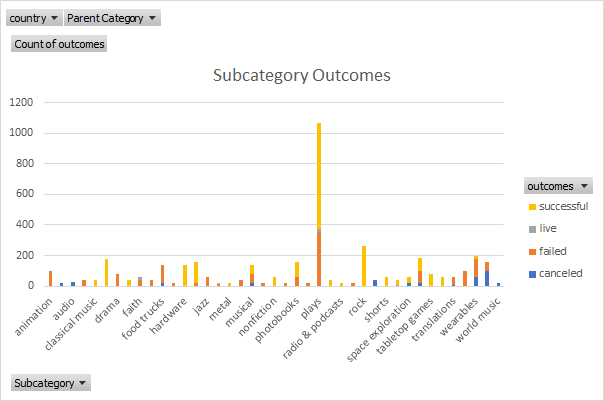 country Parent Category
Count of outcomes
Subcategory Outcomes
1200
1000
800
600
400
200
0
outcomes
successful
live
failed
canceled
animation
audio
classical music
drama
faith
food trucks
hardware
jazz
metal
musical
nonfiction
photobooks
plays
radio & podcasts
rock
shorts
space exploration
tabletop games
translations
wearables
world music
Subcategory